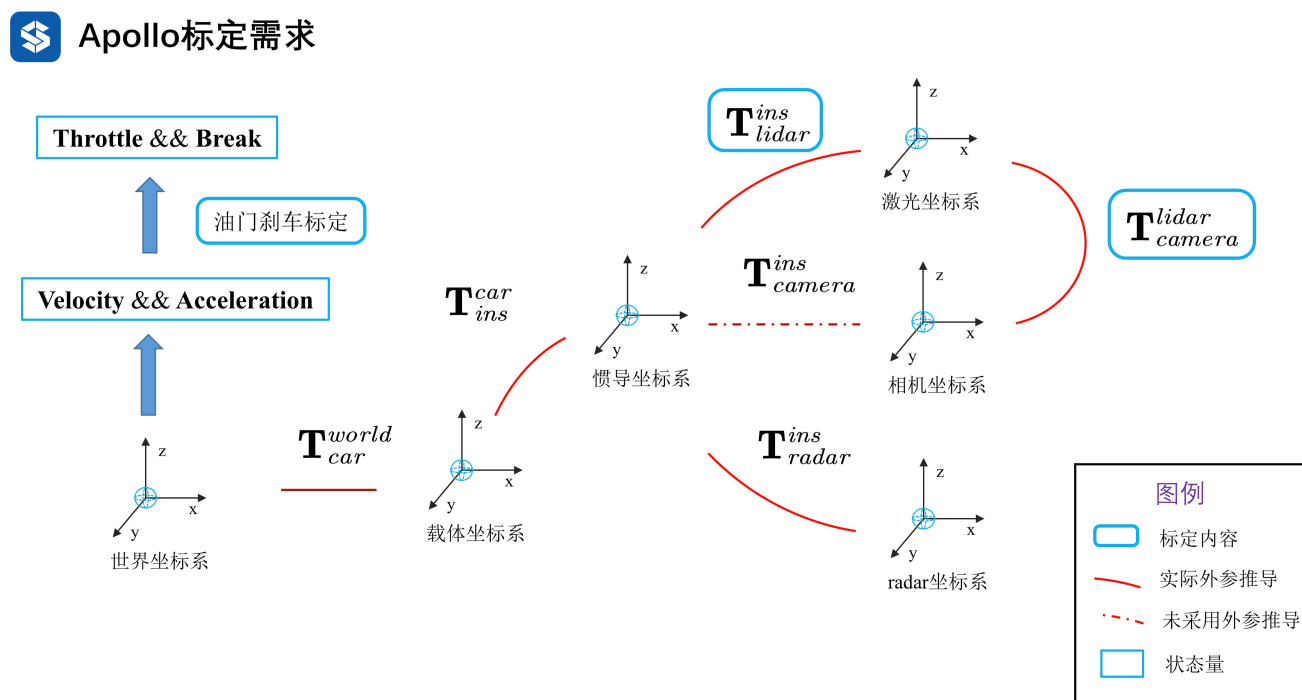 Apollo标定需求
Throttle && Break
油门刹车标定
Velocity && Acceleration
z
x
y
世界坐标系
T^{world}_{car}
z
x
y
载体坐标系
T^{car}_{ins}
z
x
y
惯导坐标系
T^{ins}_{lidar}
z
x
y
激光坐标系
T^{lidar}_{camera}
T^{ins}_{camera}
z
x
y
相机坐标系
T^{ins}_{radar}
z
x
y
radar坐标系
图例
标定内容
实际外参推导
未采用外参推导
状态量